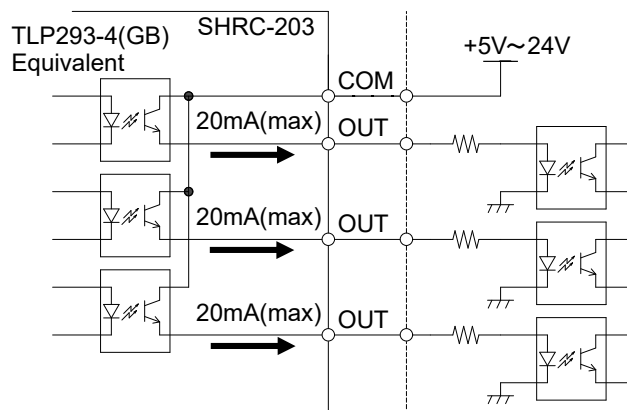 TLP293-4(GB)
Equivalent
SHRC-203
+5V～24V
COM
20mA(max)
OUT
20mA(max)
OUT
20mA(max)
OUT